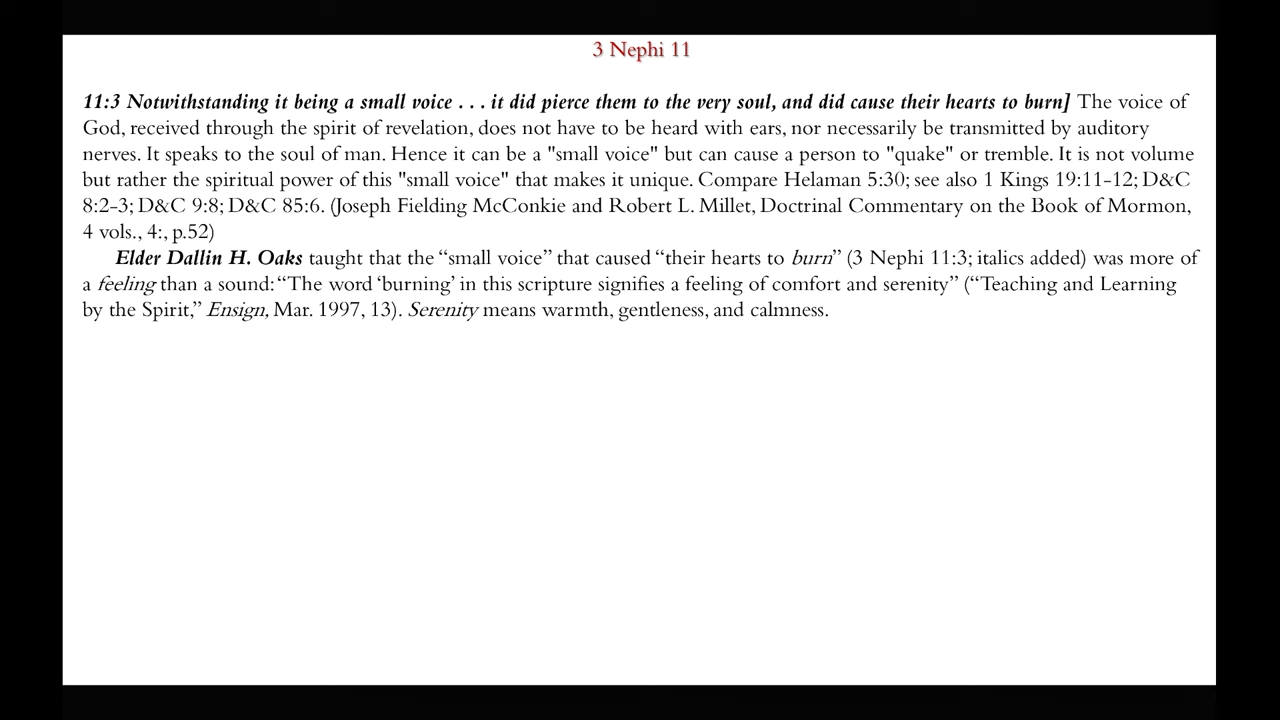 3 Nephi 11
11:3 Notwithstanding it being a small voice . . . it did pierce them to the very soul, and did cause their hearts to burn] The voice of
God, received through the spirit of revelation, does not have to be heard with ears, nor necessarily be transmitted by auditory
nerves. It speaks to the soul of man. Hence it can be a "small voice" but can cause a person to "quake" or tremble. It is not volume
but rather the spiritual power of this "small voice" that makes it unique. Compare Helaman 5:30; see also 1 Kings 19:11-12; D&C
8:2-3; D&C 9:8; D&C 85:6. (Joseph Fielding McConkie and Robert L. Millet, Doctrinal Commentary on the Book of Mormon,
4 vols., 4:, p.52)
Elder Dallin H. Oaks taught that the “small voice” that caused “their hearts to burn” (3 Nephi 11:3; italics added) was more of
a feeling than a sound: “The word ‘burning’ in this scripture signifies a feeling of comfort and serenity” (“Teaching and Learning
by the Spirit,” Ensign, Mar. 1997, 13). Serenity means warmth, gentleness, and calmness.